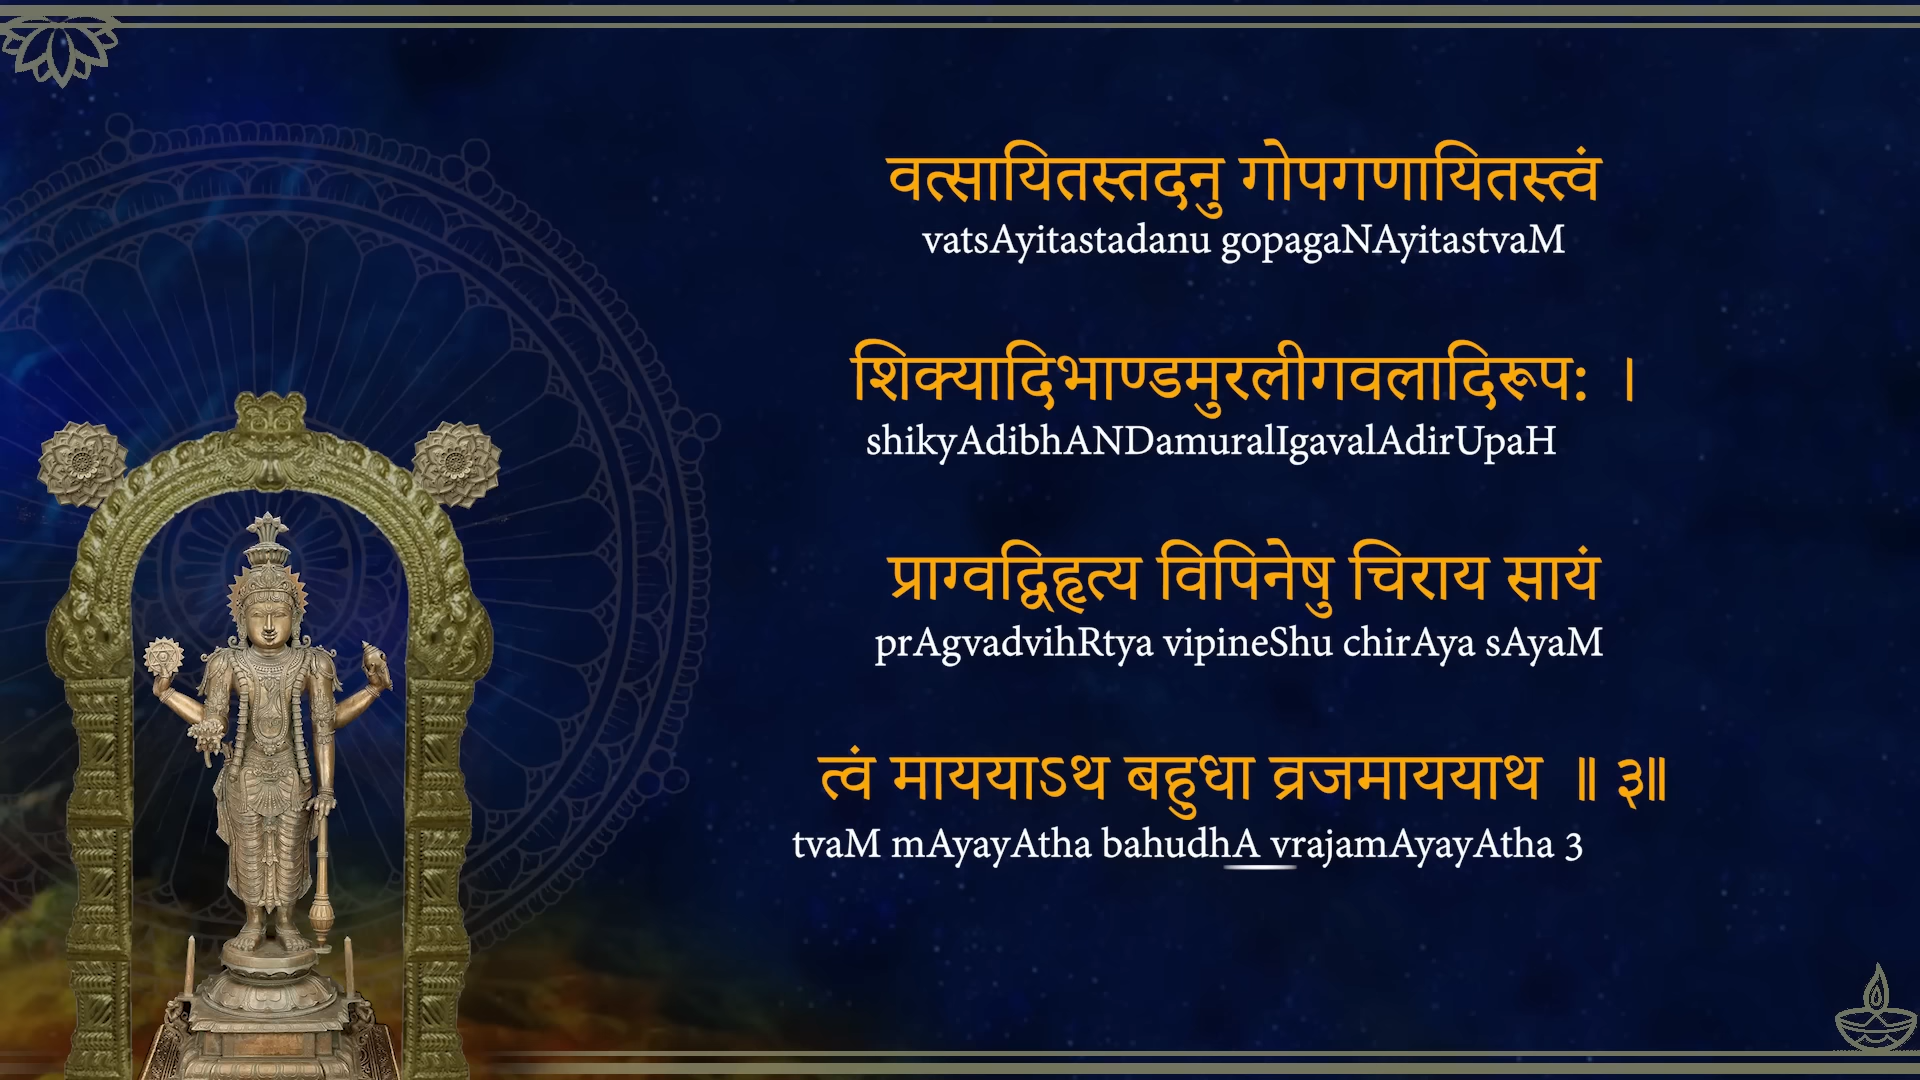 वत्सायितस्तदनु गोपगणायितस्त्वं
vatsAyitastadanu gopagaNAyitastvaM
शिक्यादिभाण्डमुरलीगवलादिरूप: ।
shikyAdibhANDamuralIgavalAdirUpaH
प्राग्वद्विहृत्य विपिनेषु चिराय सायं
prAgvadvihRtya vipineShu chirAya sAyaM
त्वं माययाऽथ बहुधा व्रजमाययाथ ॥ ३॥
tvaM mAyayAtha bahudhA vrajamAyayAtha 3